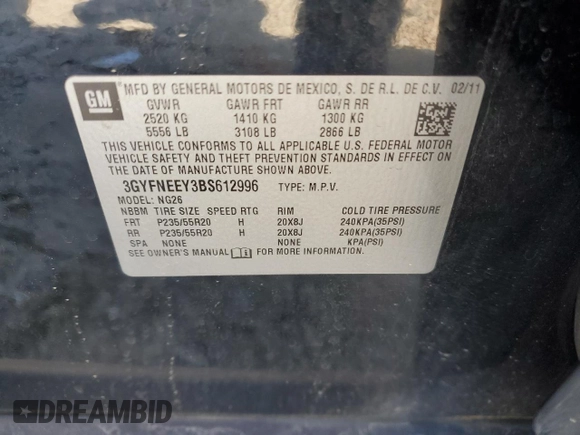 GM
MFD BY GENERAL MOTORS DE MEXICO, S. DE R.L. DE C.V. 02/11
GVWR GAWR FRT GAWR RR
2520 KG 1410 KG 1300 KG
5556 LB 3108 LB 2866 LB
THIS VEHICLE CONFORMS TO ALL APPLICABLE U.S. FEDERAL MOTOR
VEHICLE SAFETY AND THEFT PREVENTION STANDARDS IN EFFECT ON
THE DATE OF MANUFACTURE SHOWN ABOVE.
3GYFNEEY3BS612996 TYPE: M.P.V.
MODEL: NG26
NBBM TIRE SIZE SPEED RTG RIM COLD TIRE PRESSURE
FRT P235/55R20 H 20X8J 240KPA(35PSI)
RR P235/55R20 H 20X8J 240KPA(35PSI)
SPA NONE NONE KPA(PSI)
SEE OWNER'S MANUAL FOR MORE INFORMATION
DREAMBID